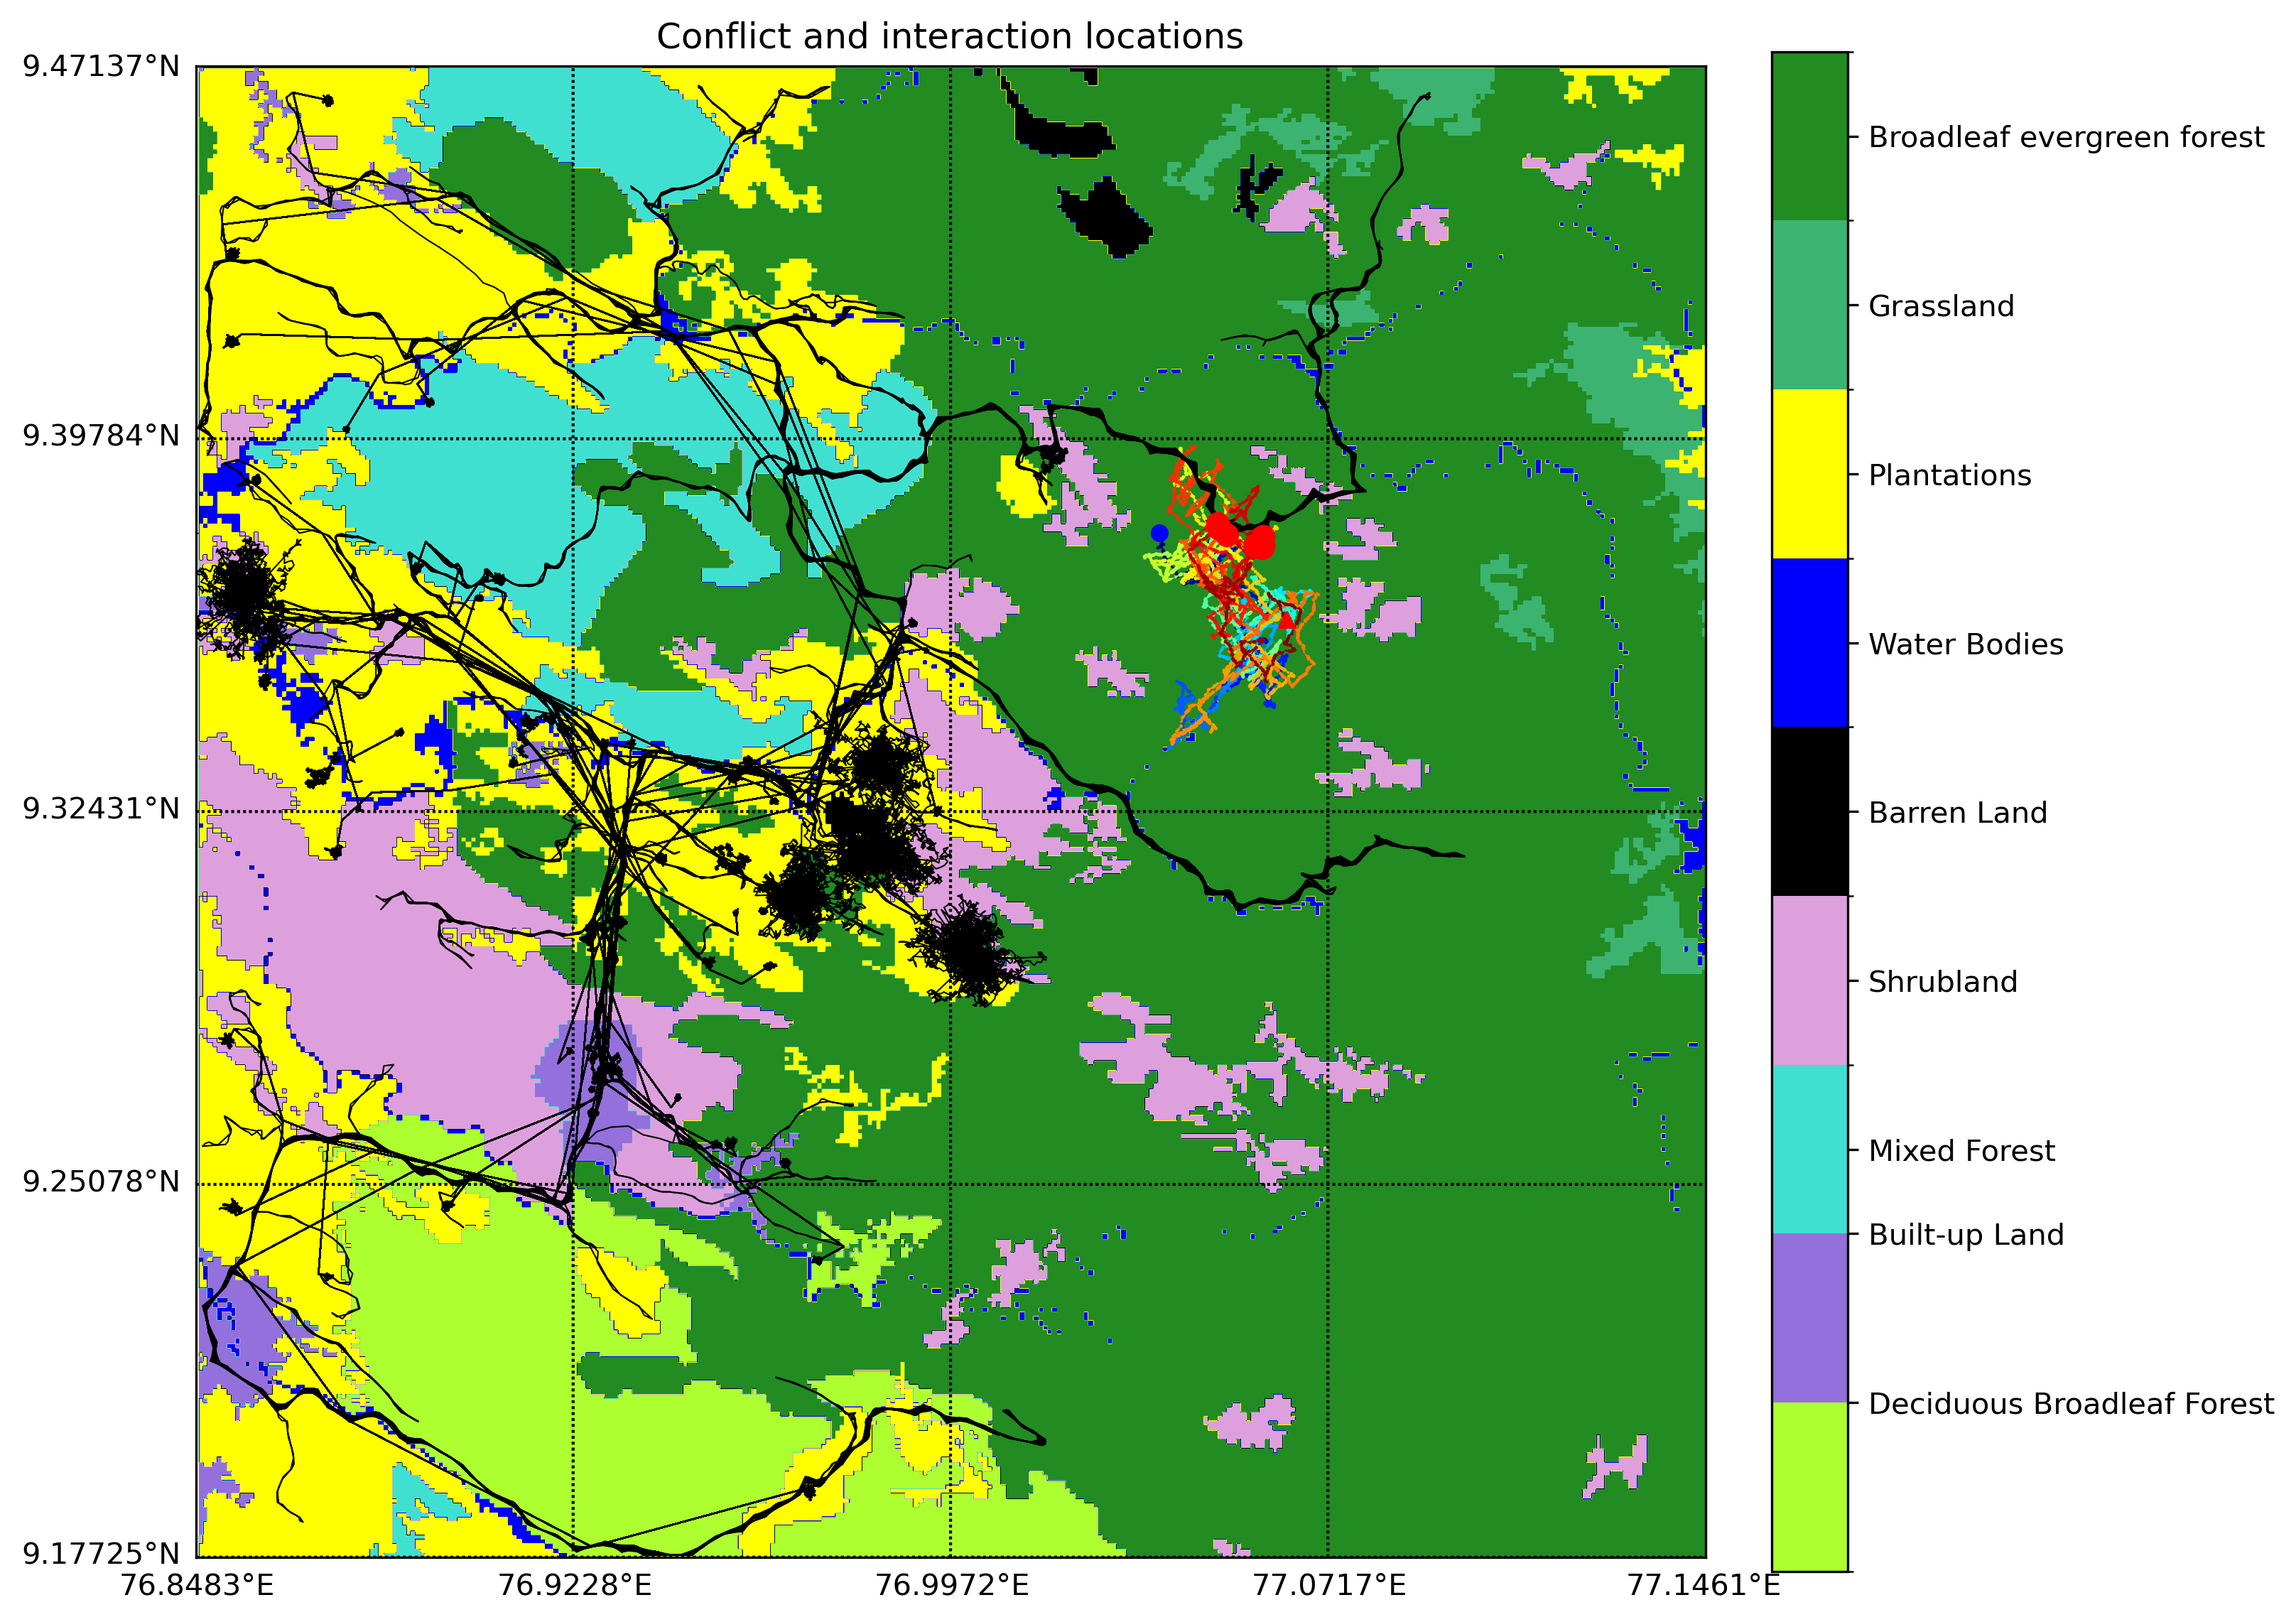 Conflict and interaction locations
9.47137°N
9.39784°N
9.32431°N
9.25078°N
9.17725°N
76.8483°E
76.9228°E
76.9972°E
77.0717°E
77.1461°E
Broadleaf evergreen forest
Grassland
Plantations
Water Bodies
Barren Land
Shrubland
Mixed Forest
Built-up Land
Deciduous Broadleaf Forest